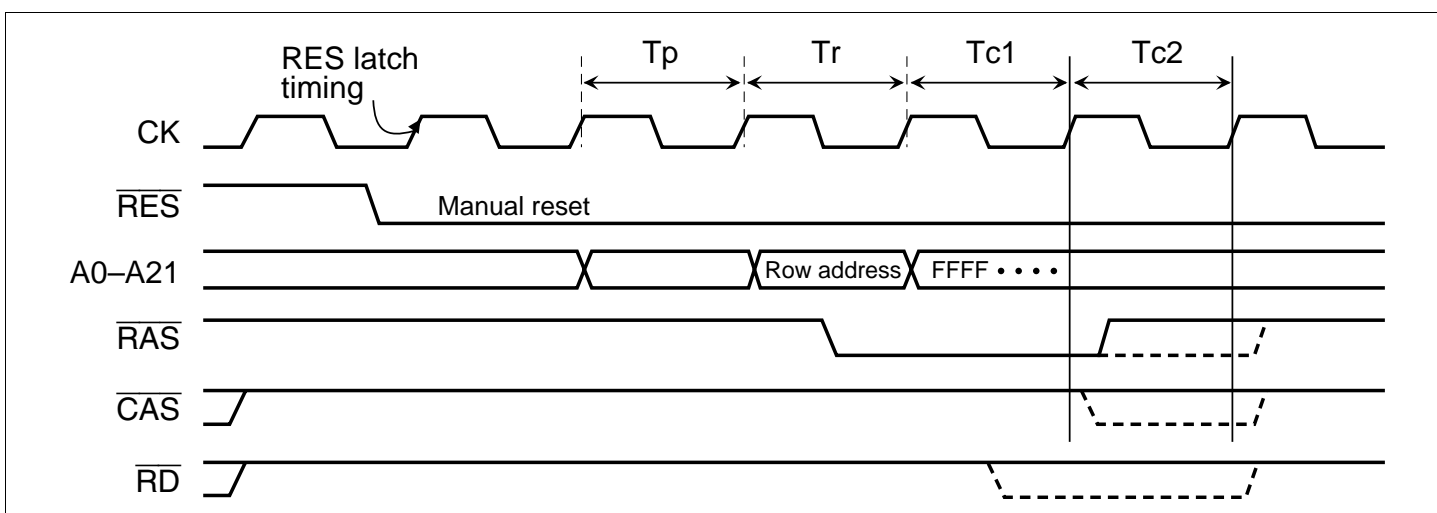 RES latch
timing
Tp
Tr
Tc1
Tc2
CK
RES
Manual reset
A0–A21
Row address
FFFF • • • •
RAS
CAS
RD